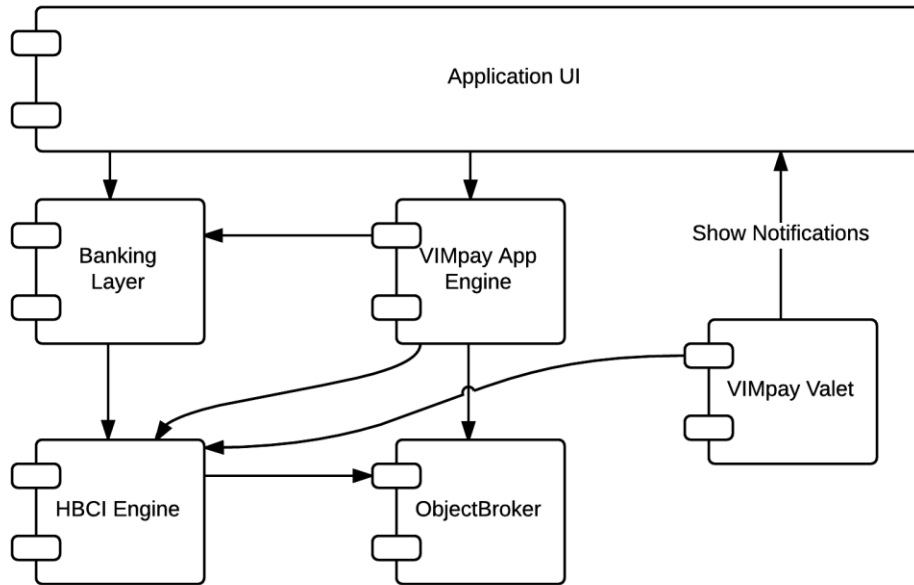 Application UI
Banking
Layer
VIMpay App
Engine
Show Notifications
VIMpay Valet
HBCI Engine
ObjectBroker